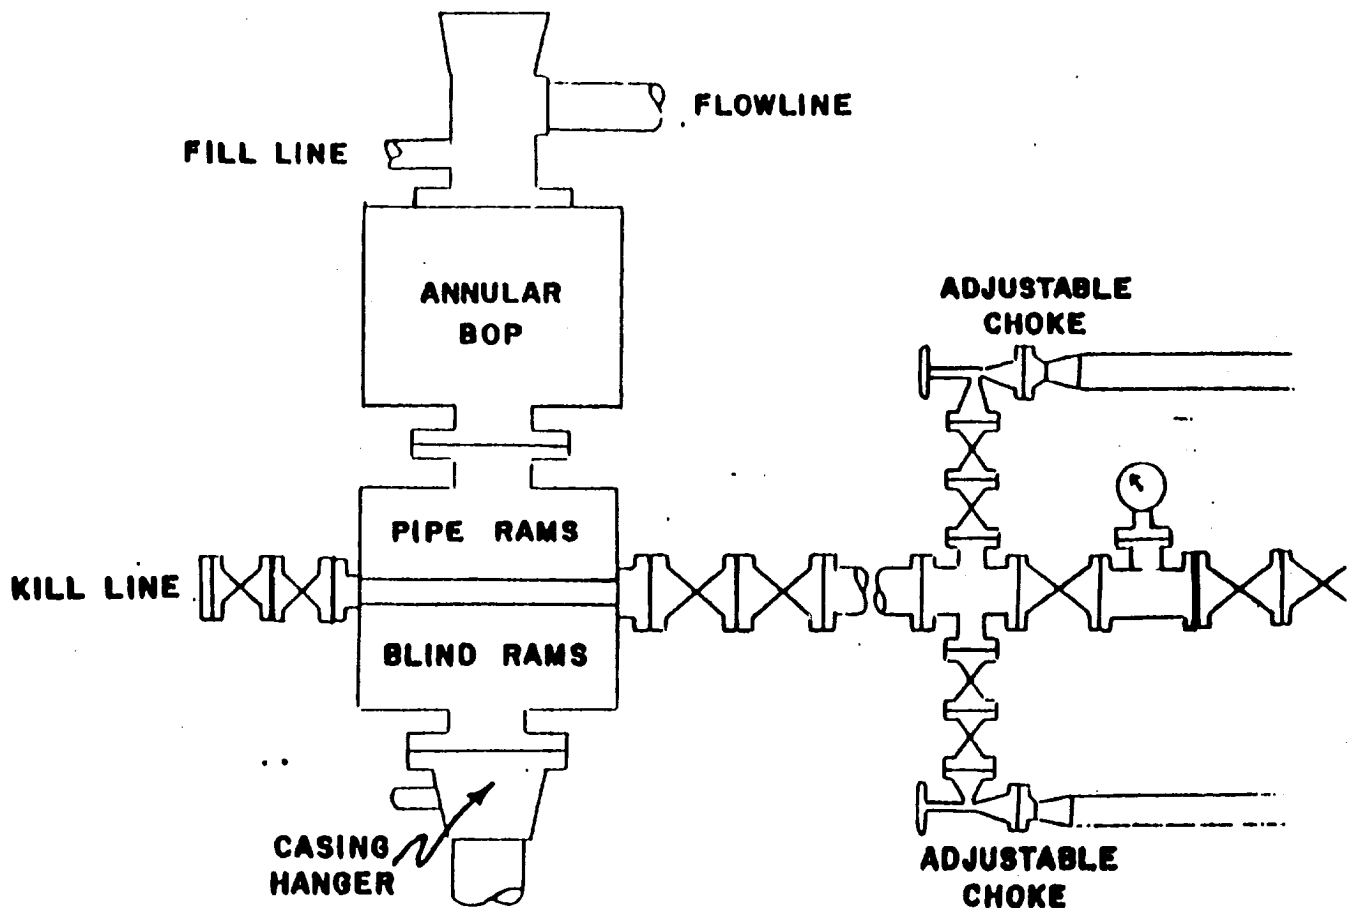 FLOWLINE
FILL LINE
ANNULAR
BOP
ADJUSTABLE
CHOKE
PIPE RAMS
KILL LINE
BLIND RAMS
CASING
HANGER
ADJUSTABLE
CHOKE